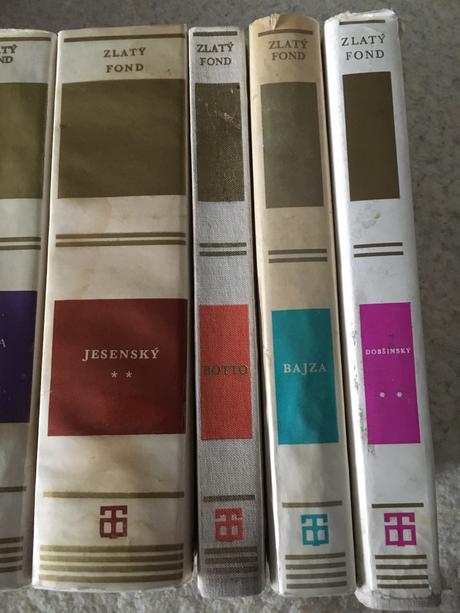 ZLATÝ
FOND
JESENSKÝ
* *
ZLATÝ
FOND
BOTTO
ZLATÝ
FOND
BAJZA
ZLATÝ
FOND
DOBŠINSKÝ
* *